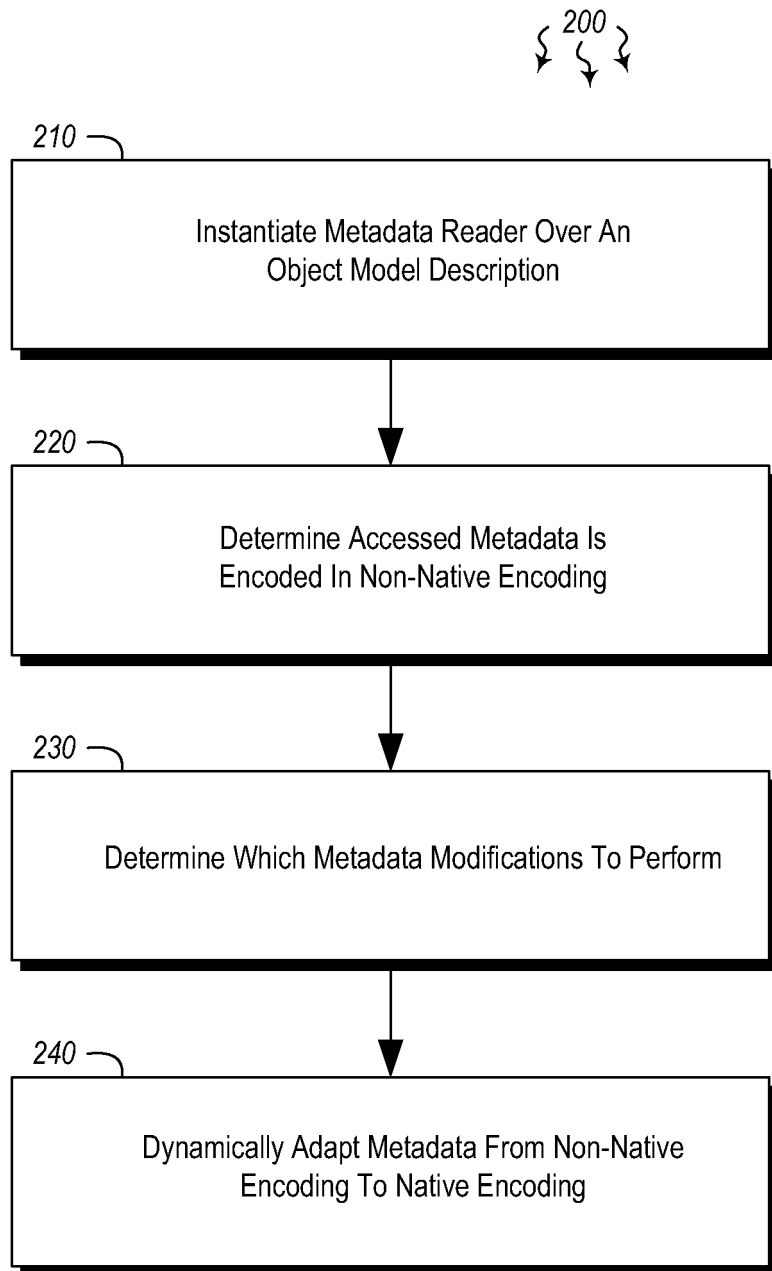 200
210
Instantiate Metadata Reader Over An
Object Model Description
220
Determine Accessed Metadata Is
Encoded In Non-Native Encoding
230
Determine Which Metadata Modifications To Perform
240
Dynamically Adapt Metadata From Non-Native
Encoding To Native Encoding